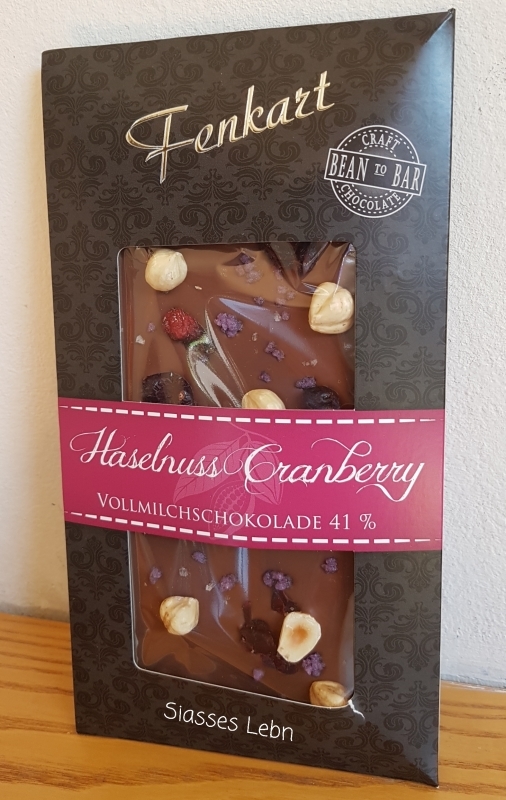 Fenkart
CRAFT
BEAN TO BAR
CHOCOLATE
Haselnuss Cranberry
VOLLMILCHSCHOKOLADE 41 %
Siasses Lebn